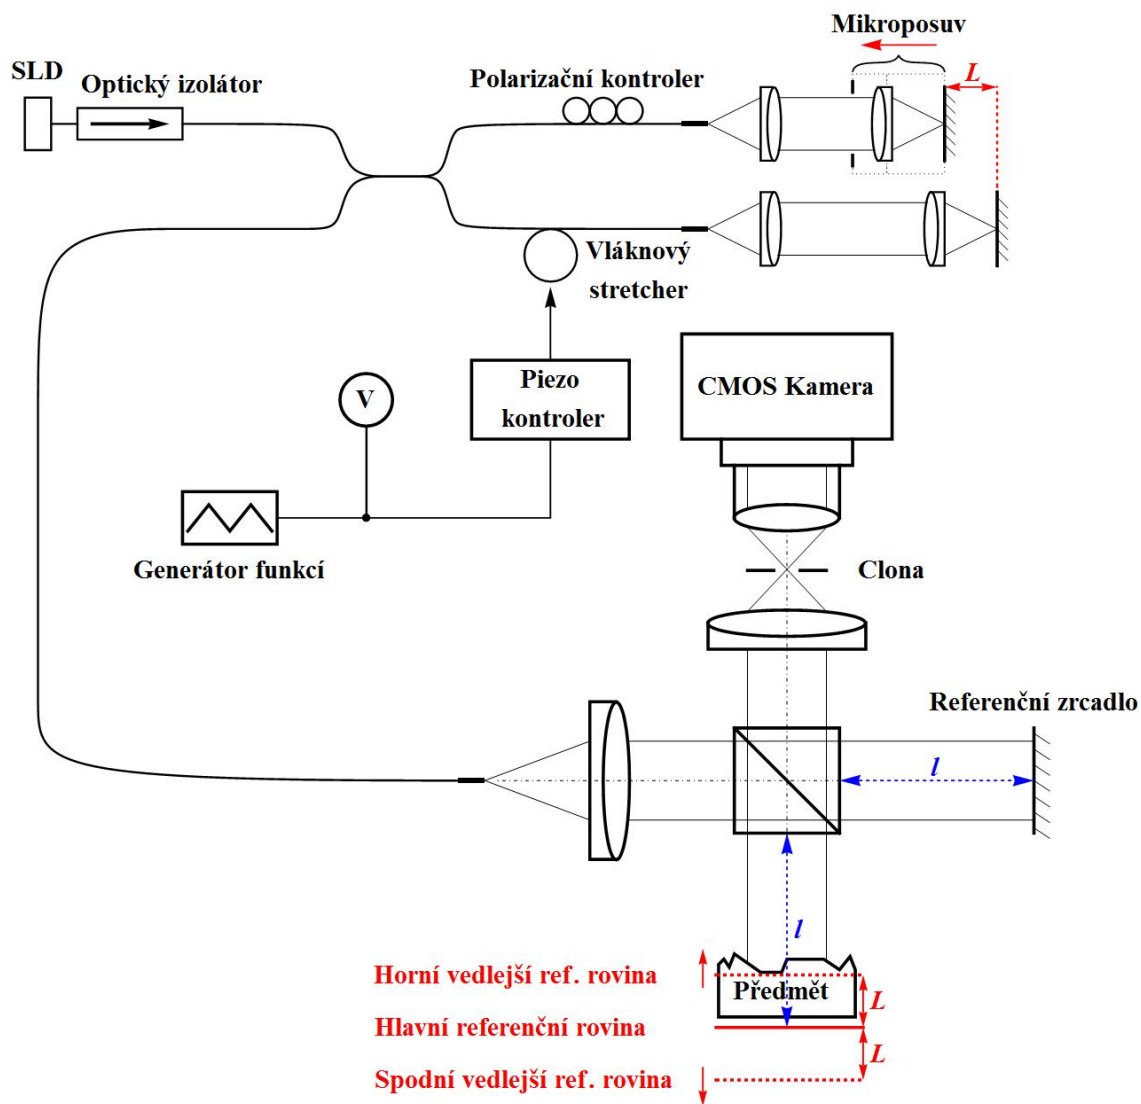 Mikroposuv
SLD
Optický izolátor
Polarizační kontroler
L
Vláknový
stretcher
Piezo
kontroler
CMOS Kamera
V
Generátor funkcí
Clona
Referenční zrcadlo
l
l
Horní vedlejší ref. rovina
Předmět
L
Hlavní referenční rovina
L
Spodní vedlejší ref. rovina